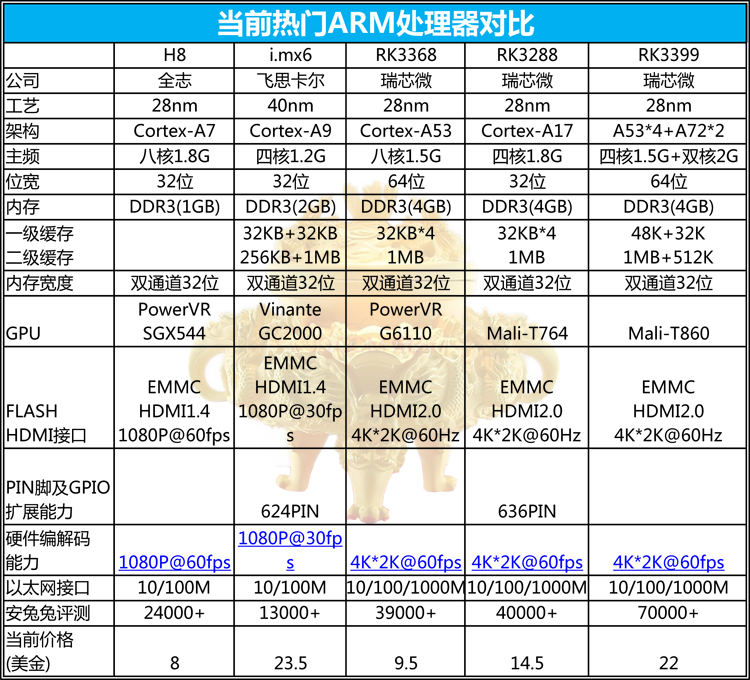 当前热门ARM处理器对比
H8 i.mx6 RK3368 RK3288 RK3399
公司 全志 飞思卡尔 瑞芯微 瑞芯微 瑞芯微
工艺 28nm 40nm 28nm 28nm 28nm
架构 Cortex-A7 Cortex-A9 Cortex-A53 Cortex-A17 A53*4+A72*2
主频 八核1.8G 四核1.2G 八核1.5G 四核1.8G 四核1.5G+双核2G
位宽 32位 32位 64位 32位 64位
内存 DDR3(1GB) DDR3(2GB) DDR3(4GB) DDR3(4GB) DDR3(4GB)
一级缓存 32KB+32KB 32KB*4 32KB*4 48K+32K
二级缓存 256KB+1MB 1MB 1MB 1MB+512K
内存宽度 双通道32位 双通道32位 双通道32位 双通道32位 双通道32位
PowerVR Vinante PowerVR
GPU SGX544 GC2000 G6110 Mali-T764 Mali-T860
EMMC
EMMC HDMI1.4 EMMC EMMC EMMC
FLASH HDMI1.4 1080P@30fp HDMI2.0 HDMI2.0 HDMI2.0
HDMI接口 1080P@60fps s 4K*2K@60Hz 4K*2K@60Hz 4K*2K@60Hz
PIN脚及GPIO
扩展能力 624PIN 636PIN
硬件编解码 1080P@30fp
能力 1080P@60fps s 4K*2K@60fps 4K*2K@60fps 4K*2K@60fps
以太网接口 10/100M 10/100M 10/100/1000M 10/100/1000M 10/100/1000M
安兔兔评测 24000+ 13000+ 39000+ 40000+ 70000+
当前价格
(美金) 8 23.5 9.5 14.5 22